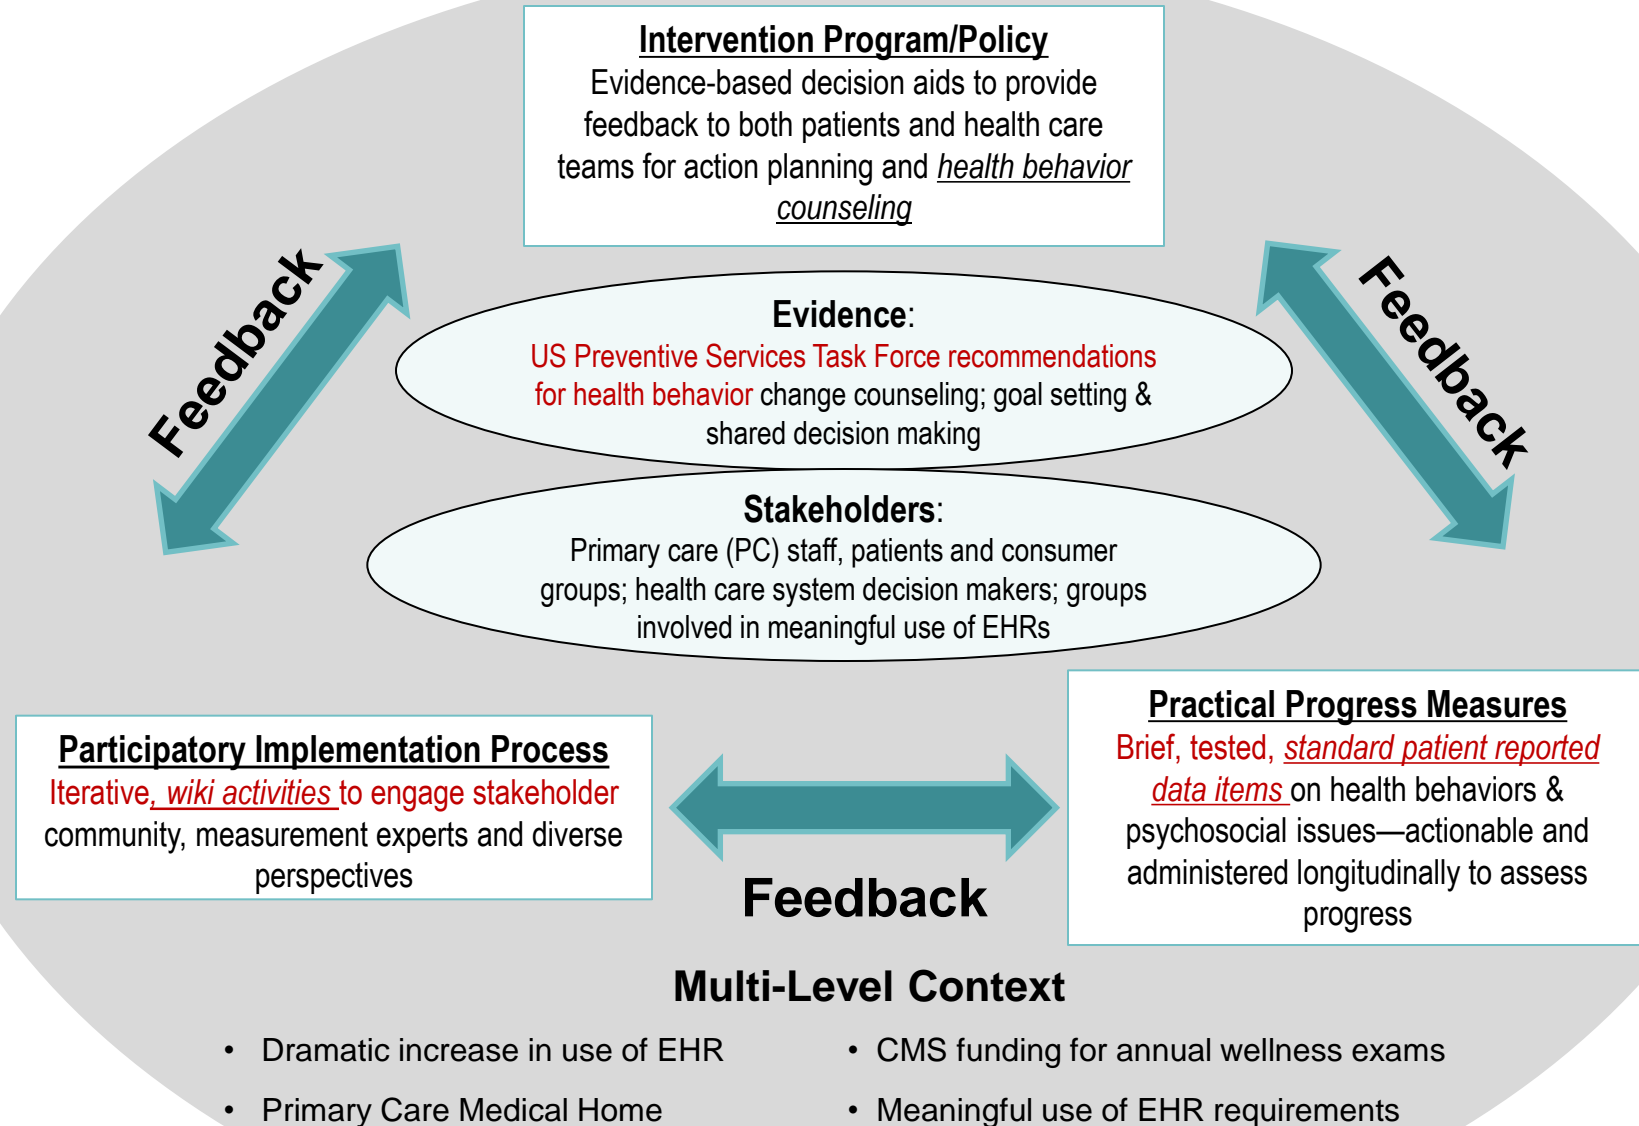 Intervention Program/Policy
Evidence-based decision aids to provide
feedback to both patients and health care
teams for action planning and health behavior
counseling
Feedback
Feedback
Evidence:
US Preventive Services Task Force recommendations
for health behavior change counseling; goal setting &
shared decision making
Stakeholders:
Primary care (PC) staff, patients and consumer
groups; health care system decision makers; groups
involved in meaningful use of EHRs
Participatory Implementation Process
Iterative, wiki activities to engage stakeholder
community, measurement experts and diverse
perspectives
Practical Progress Measures
Brief, tested, standard patient reported
data items on health behaviors &
psychosocial issues—actionable and
administered longitudinally to assess
progress
Feedback
Multi-Level Context
• Dramatic increase in use of EHR
• CMS funding for annual wellness exams
• Primary Care Medical Home
• Meaningful use of EHR requirements